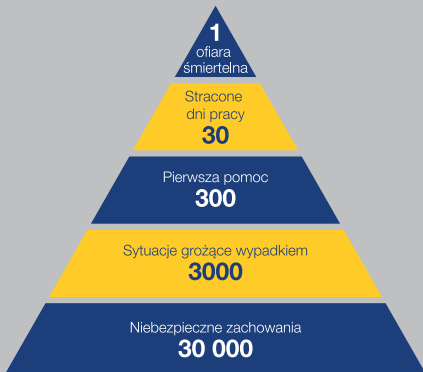 1
ofiara
śmiertelna
Stracone
dni pracy
30
Pierwsza pomoc
300
Sytuacje grożące wypadkiem
3000
Niebezpieczne zachowania
30 000